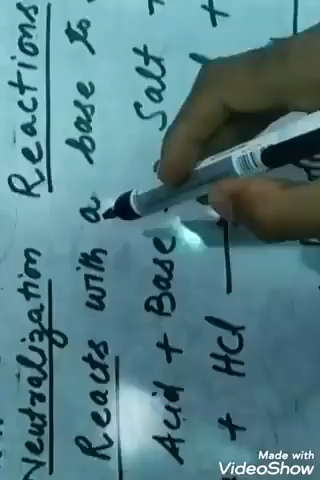 Neutralization Reactions
Reacts with a base to
Acid + Base Salt +
+ HCl +
Made with
VideoShow